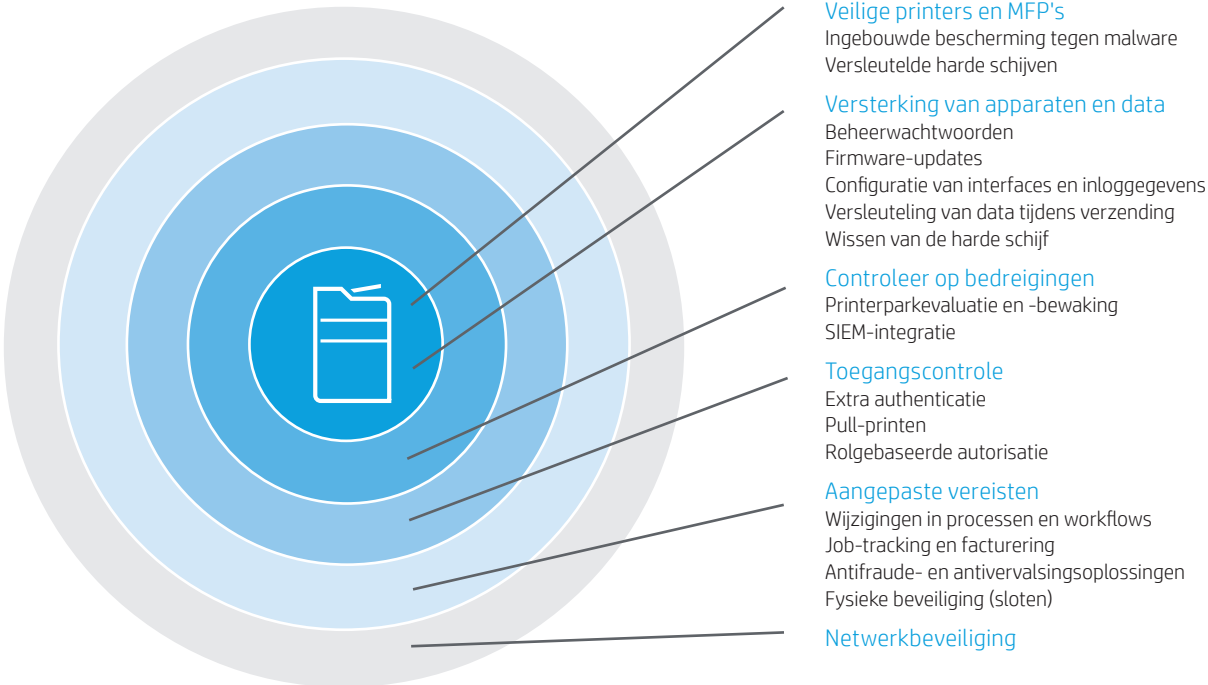 Veilige printers en MFP's
Ingebouwde bescherming tegen malware
Versleutelde harde schijven
Versterking van apparaten en data
Beheerwachtwoorden
Firmware-updates
Configuratie van interfaces en inloggegevens
Versleuteling van data tijdens verzending
Wissen van de harde schijf
Controleer op bedreigingen
Printerparkevaluatie en -bewaking
SIEM-integratie
Toegangscontrole
Extra authenticatie
Pull-printen
Rolgebaseerde autorisatie
Aangepaste vereisten
Wijzigingen in processen en workflows
Job-tracking en facturering
Antifraude- en antivervalsingsoplossingen
Fysieke beveiliging (sloten)
Netwerkbeveiliging